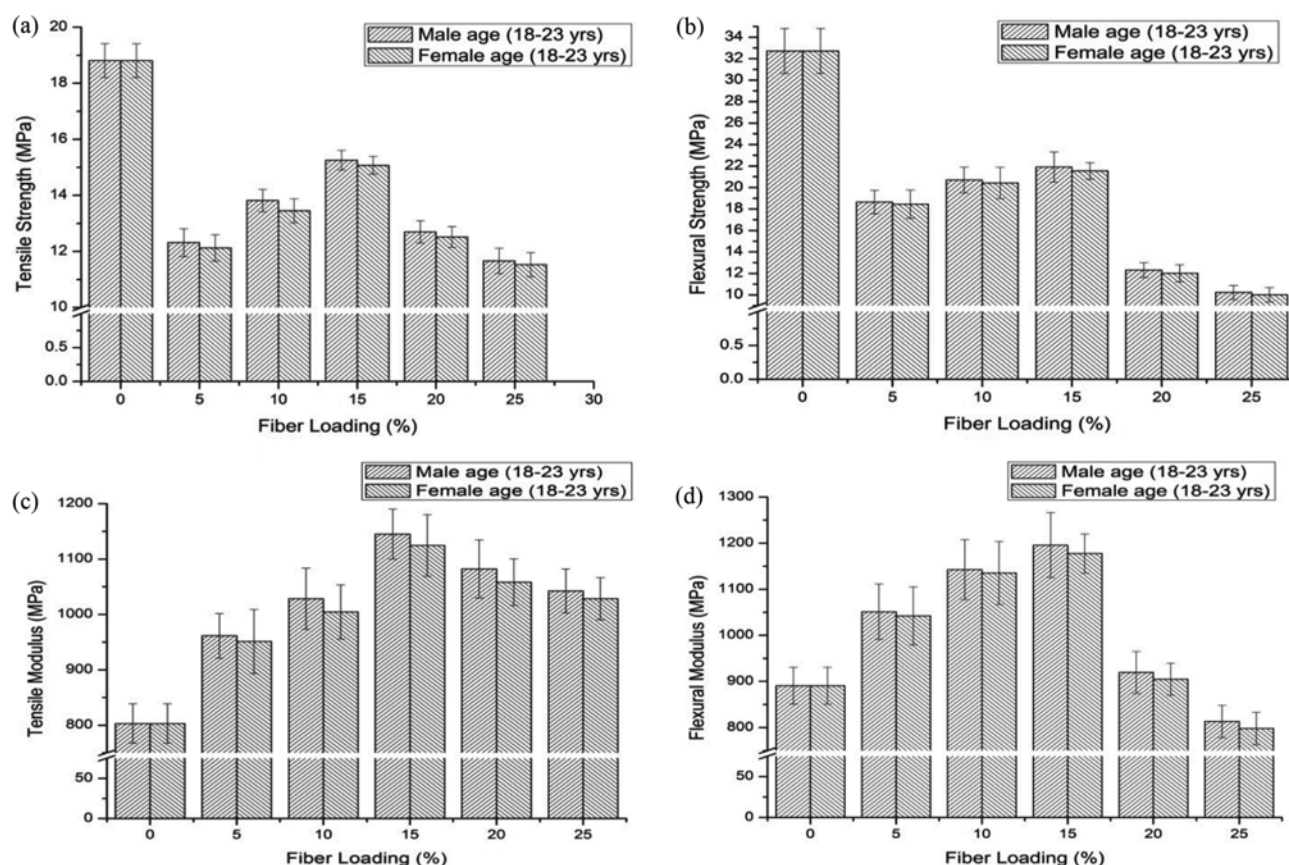 (a)
Male age (18-23 yrs)
Female age (18-23 yrs)
Tensile Strength (MPa)
20
18
16
14
12
10
0.5
0.0
0 5 10 15 20 25 30
Fiber Loading (%)
(b)
Male age (18-23 yrs)
Female age (18-23 yrs)
Flexural Strength (MPa)
34
32
30
28
26
24
22
20
18
16
14
12
10
0.5
0.0
0 5 10 15 20 25
Fiber Loading (%)
(c)
Male age (18-23 yrs)
Female age (18-23 yrs)
Tensile Modulus (MPa)
1200
1100
1000
900
800
50
0
0 5 10 15 20 25
Fiber Loading (%)
(d)
Male age (18-23 yrs)
Female age (18-23 yrs)
Flexural Modulus (MPa)
1300
1200
1100
1000
900
800
50
0
0 5 10 15 20 25
Fiber Loading (%)